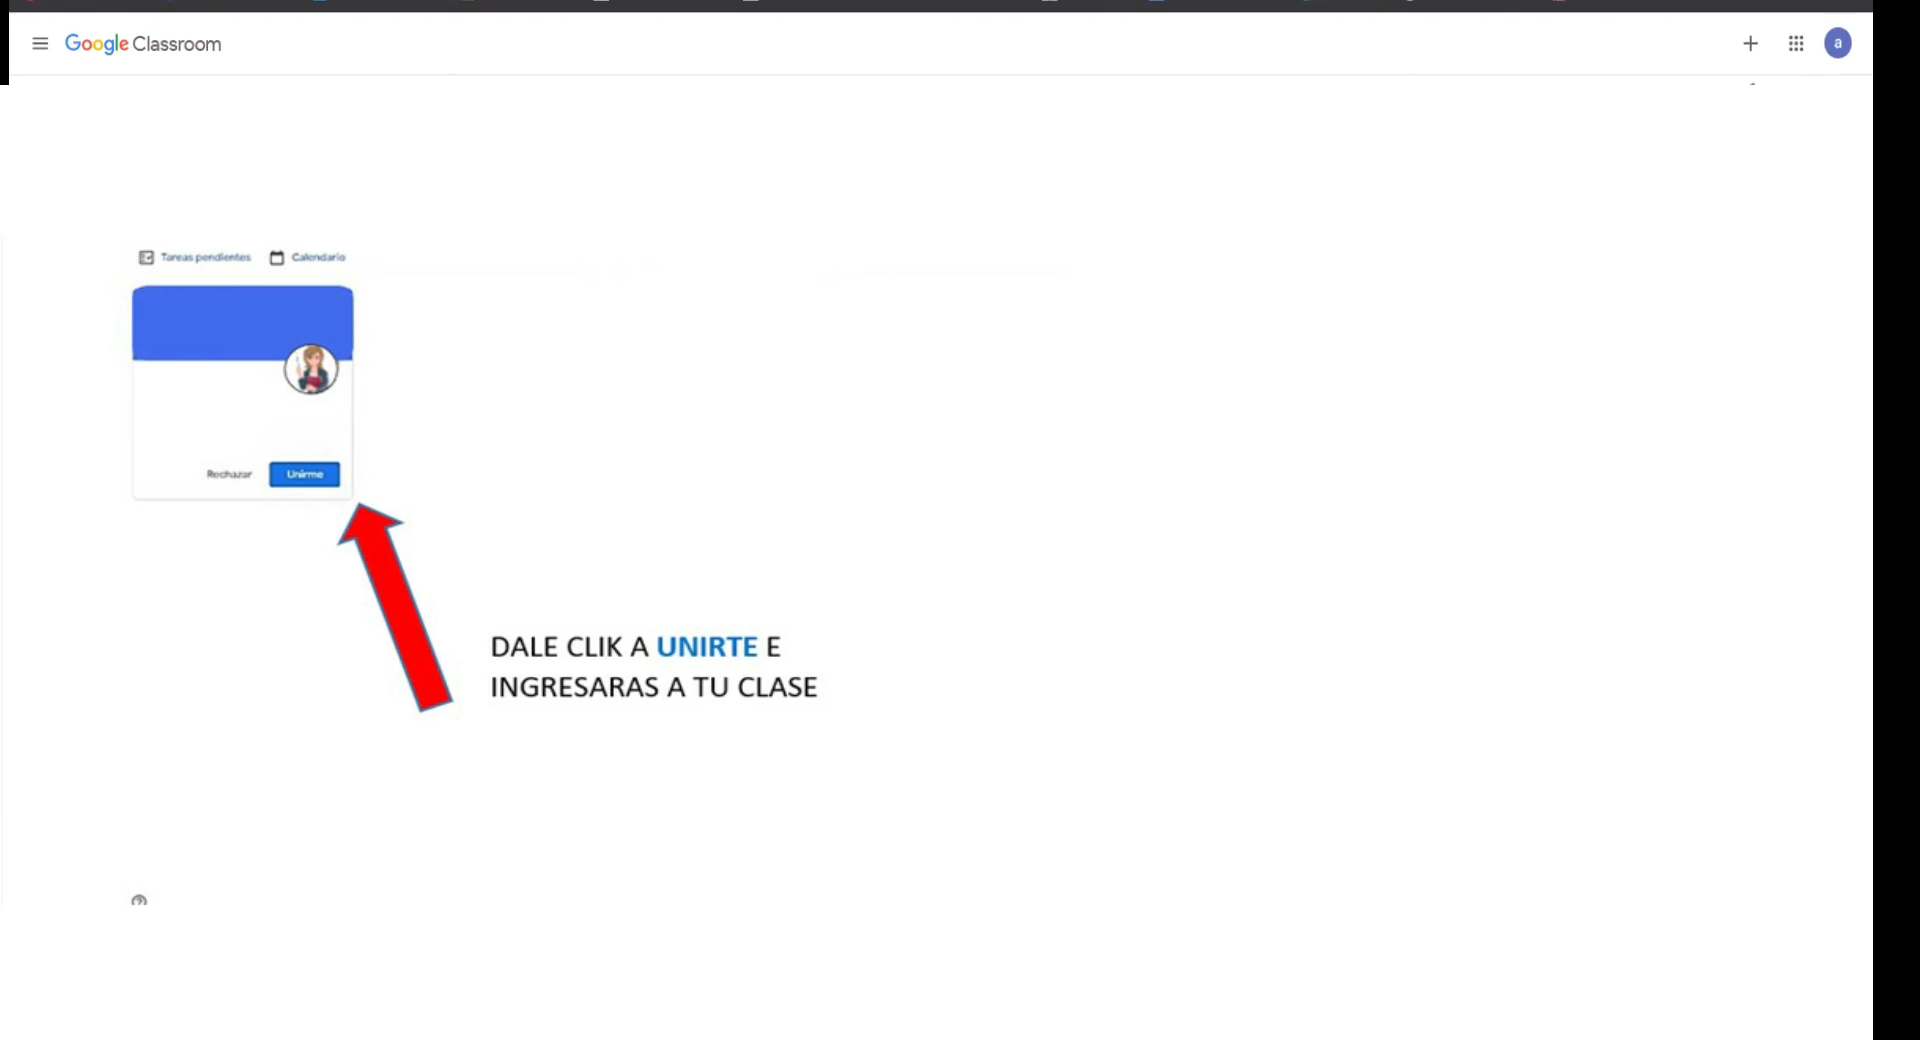 Google Classroom
a
Tareas pendientes Calendario
Rechazar Unirme
DALE CLIK A UNIRTE E
INGRESARAS A TU CLASE